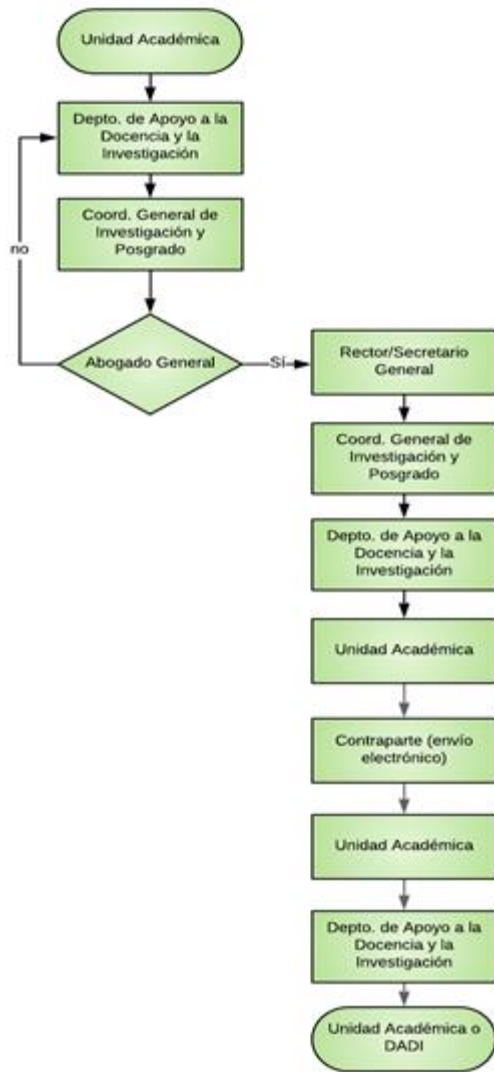 Unidad Académica
Depto. de Apoyo a la
Docencia y la
Investigación
Coord. General de
Investigación y
Posgrado
no
Abogado General
Sí
Rector/Secretario
General
Coord. General de
Investigación y
Posgrado
Depto. de Apoyo a la
Docencia y la
Investigación
Unidad Académica
Contraparte (envío
electrónico)
Unidad Académica
Depto. de Apoyo a la
Docencia y la
Investigación
Unidad Académica o
DADI